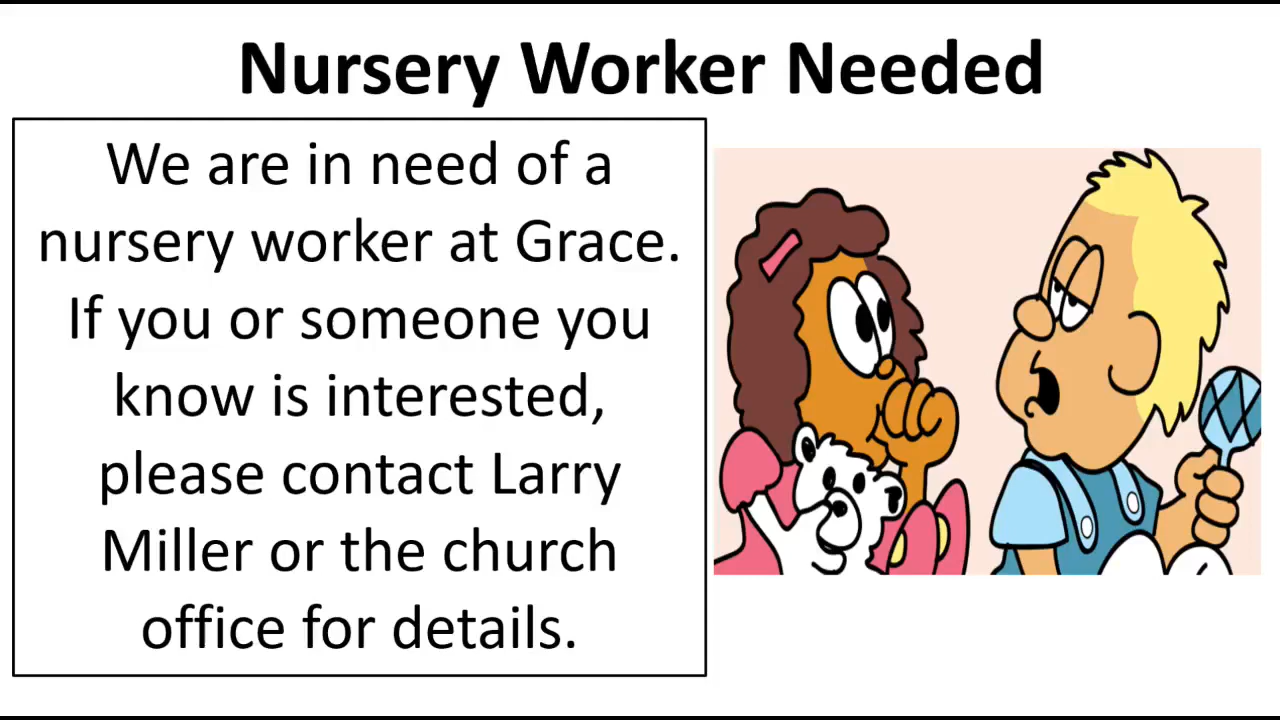 Nursery Worker Needed
We are in need of a
nursery worker at Grace.
If you or someone you
know is interested,
please contact Larry
Miller or the church
office for details.